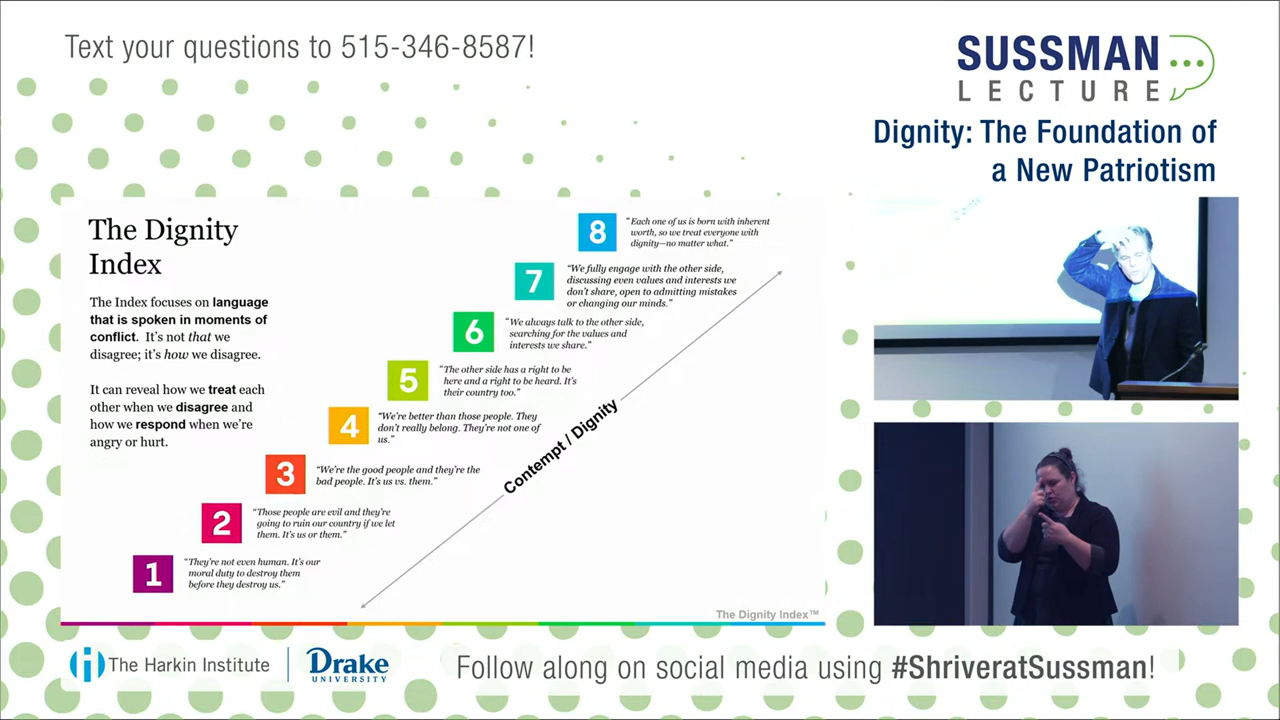 Text your questions to 515-346-8587!
SUSSMAN
LECTURE
Dignity: The Foundation of
a New Patriotism
The Dignity
Index
The Index focuses on language
that is spoken in moments of
conflict. It's not that we
disagree; it's how we disagree.
It can reveal how we treat each
other when we disagree and
how we respond when we're
angry or hurt.
8
"Each one of us is born with inherent
worth, so we treat everyone with
dignity—no matter what."
7
"We fully engage with the other side,
discussing even values and interests we
don't share, open to admitting mistakes
or changing our minds."
6
"We always talk to the other side,
searching for the values and
interests we share."
5
"The other side has a right to be
here and a right to be heard. It's
their country too."
4
"We're better than those people. They
don't really belong. They're not one of
us."
3
"We're the good people and they're the
bad people. It's us vs. them."
2
"Those people are evil and they're
going to ruin our country if we let
them. It's us or them."
1
"They're not even human. It's our
moral duty to destroy them
before they destroy us."
Contempt / Dignity
The Dignity Index™
The Harkin Institute
Drake
UNIVERSITY
Follow along on social media using #ShriveratSussman!